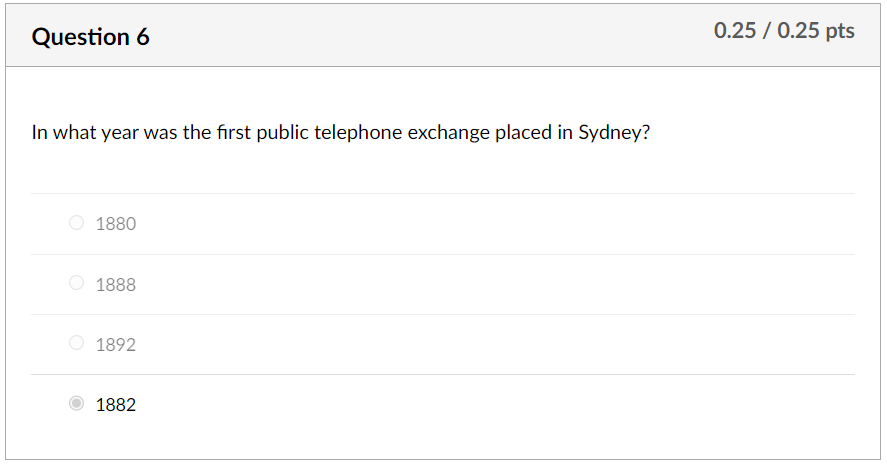 Question 6
0.25 / 0.25 pts
In what year was the first public telephone exchange placed in Sydney?
1880
1888
1892
1882